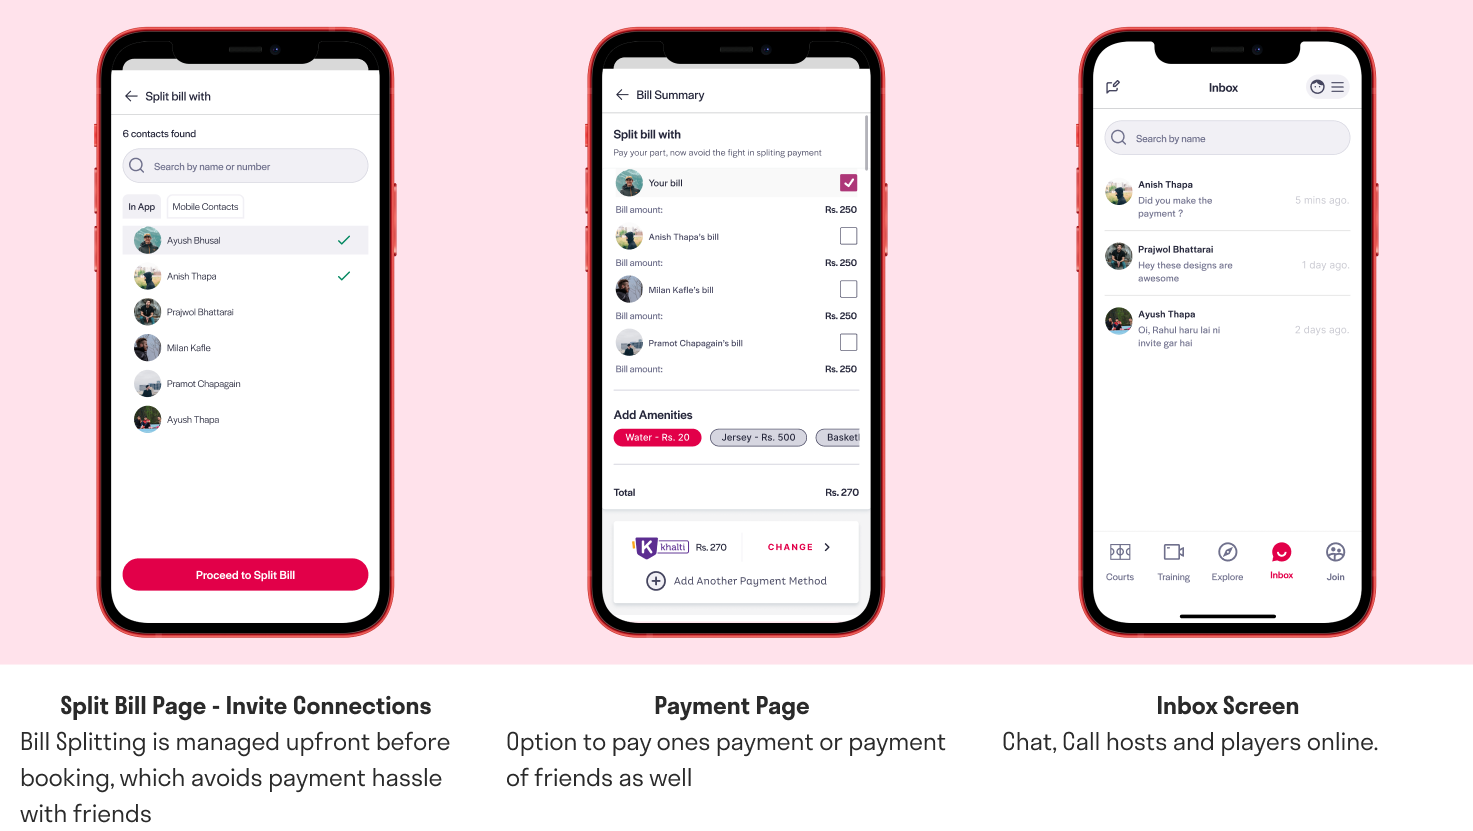 Split bill with
6 contacts found
Search by name or number
In App
Mobile Contacts
Ayush Bhusal
Anish Thapa
Prajwol Bhattarai
Milan Kafle
Pramot Chapagain
Ayush Thapa
Proceed to Split Bill
Bill Summary
Split bill with
Pay your part, now avoid the fight in spliting payment
Your bill
Bill amount: Rs. 250
Anish Thapa's bill
Bill amount: Rs. 250
Milan Kafle's bill
Bill amount: Rs. 250
Pramot Chapagain's bill
Bill amount: Rs. 250
Add Amenities
Water - Rs. 20
Jersey - Rs. 500
Basket
Total Rs. 270
K khalti Rs. 270 CHANGE
Add Another Payment Method
Inbox
Search by name
Anish Thapa
Did you make the
payment ?
5 mins ago.
Prajwol Bhattarai
Hey these designs are
awesome
1 day ago.
Ayush Thapa
Oi, Rahul haru lai ni
invite gar hai
2 days ago.
Courts
Training
Explore
Inbox
Join
Split Bill Page - Invite Connections
Bill Splitting is managed upfront before
booking, which avoids payment hassle
with friends
Payment Page
Option to pay ones payment or payment
of friends as well
Inbox Screen
Chat, Call hosts and players online.